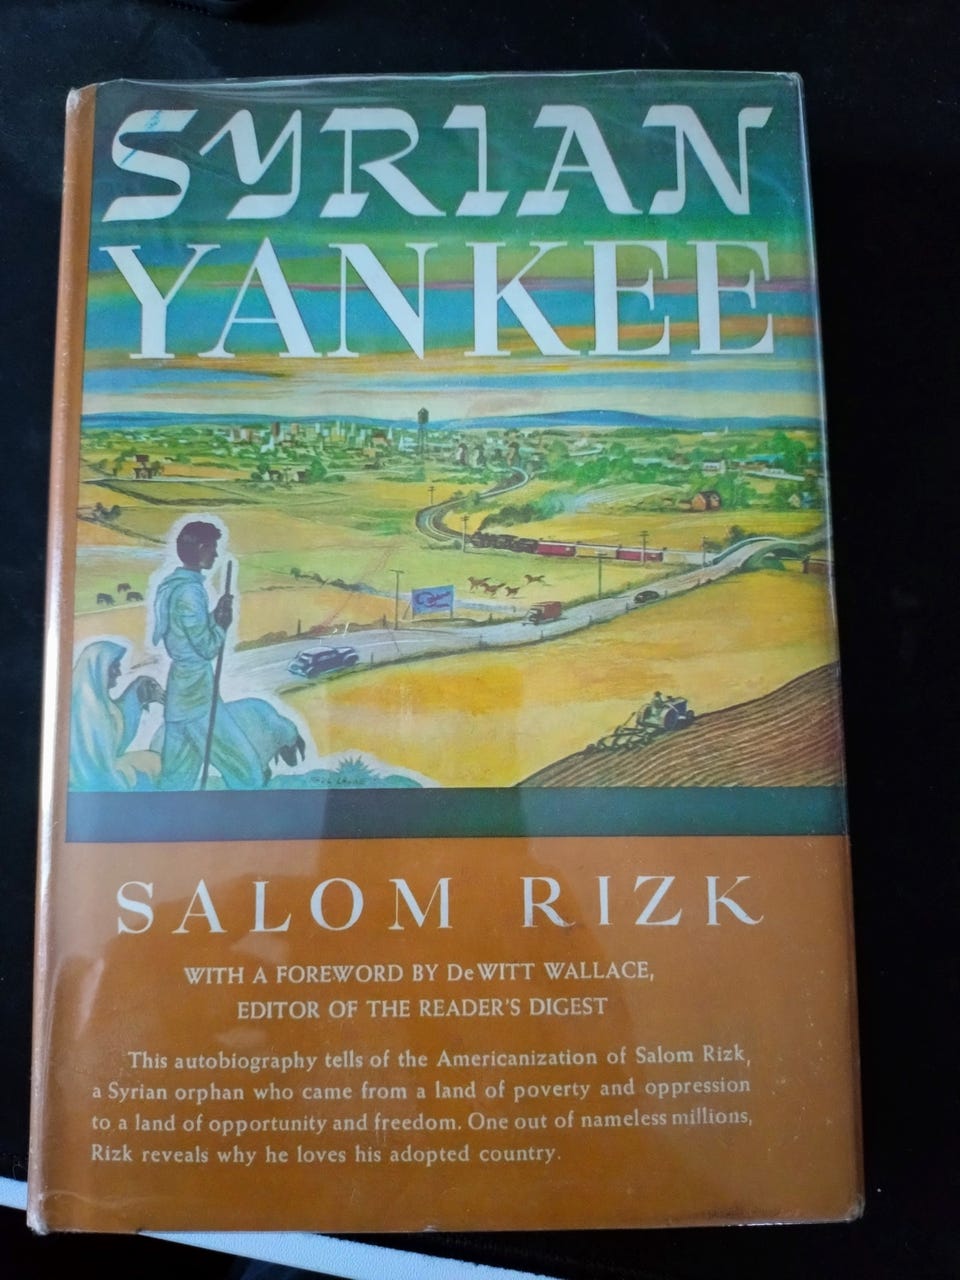 SYRIAN
YANKEE
SALOM RIZK
WITH A FOREWORD BY DeWITT WALLACE,
EDITOR OF THE READER'S DIGEST
This autobiography tells of the Americanization of Salom Rizk,
a Syrian orphan who came from a land of poverty and oppression
to a land of opportunity and freedom. One out of nameless millions,
Rizk reveals why he loves his adopted country.